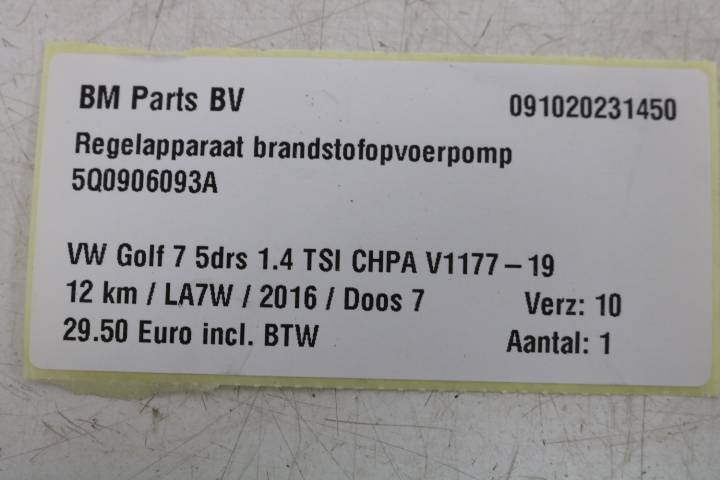 BM Parts BV 091020231450
Regelapparaat brandstofopvoerpomp
5Q0906093A
VW Golf 7 5drs 1.4 TSI CHPA V1177-19
12 km / LA7W / 2016 / Doos 7 Verz: 10
29.50 Euro incl. BTW Aantal: 1